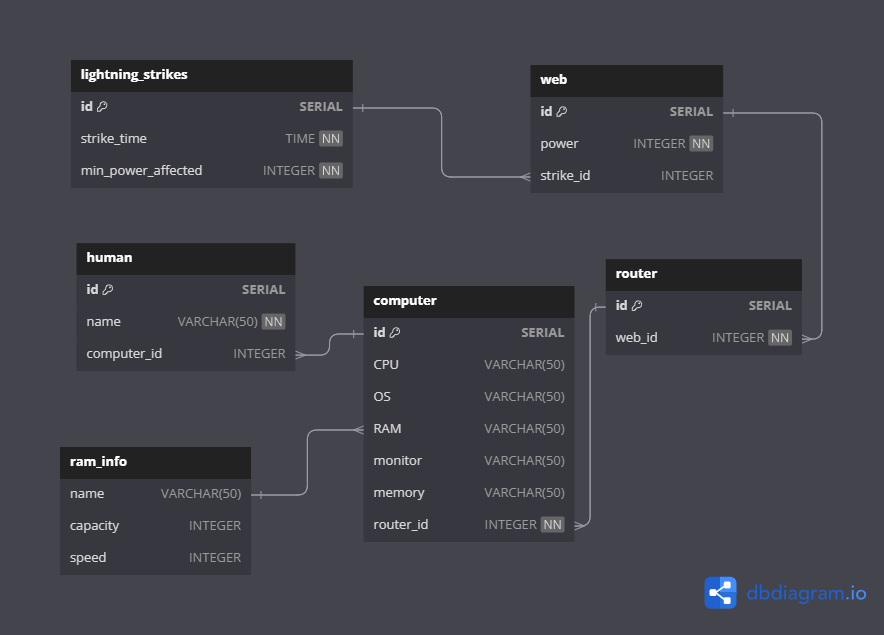 lightning_strikes
id SERIAL
strike_time TIME NN
min_power_affected INTEGER NN
web
id SERIAL
power INTEGER NN
strike_id INTEGER
human
id SERIAL
name VARCHAR(50) NN
computer_id INTEGER
router
id SERIAL
web_id INTEGER NN
computer
id SERIAL
CPU VARCHAR(50)
OS VARCHAR(50)
RAM VARCHAR(50)
monitor VARCHAR(50)
memory VARCHAR(50)
router_id INTEGER NN
ram_info
name VARCHAR(50)
capacity INTEGER
speed INTEGER
dbdiagram.io